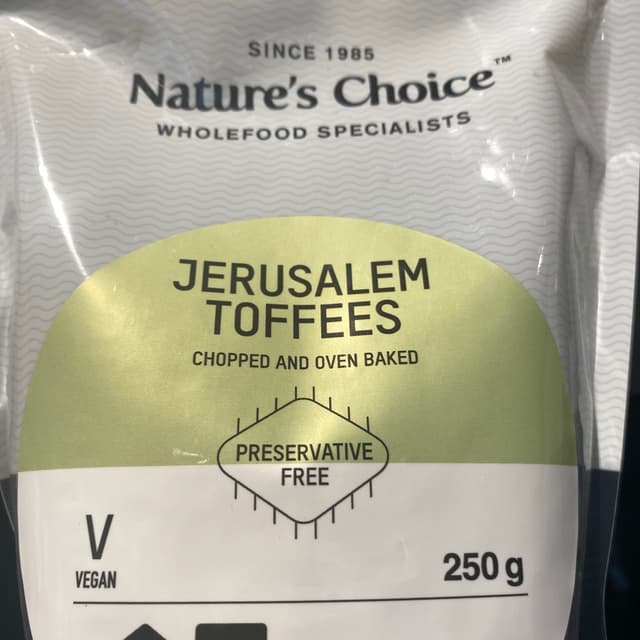 SINCE 1985
Nature's Choice™
WHOLEFOOD SPECIALISTS
JERUSALEM
TOFFEES
CHOPPED AND OVEN BAKED
PRESERVATIVE
FREE
V
VEGAN
250 g